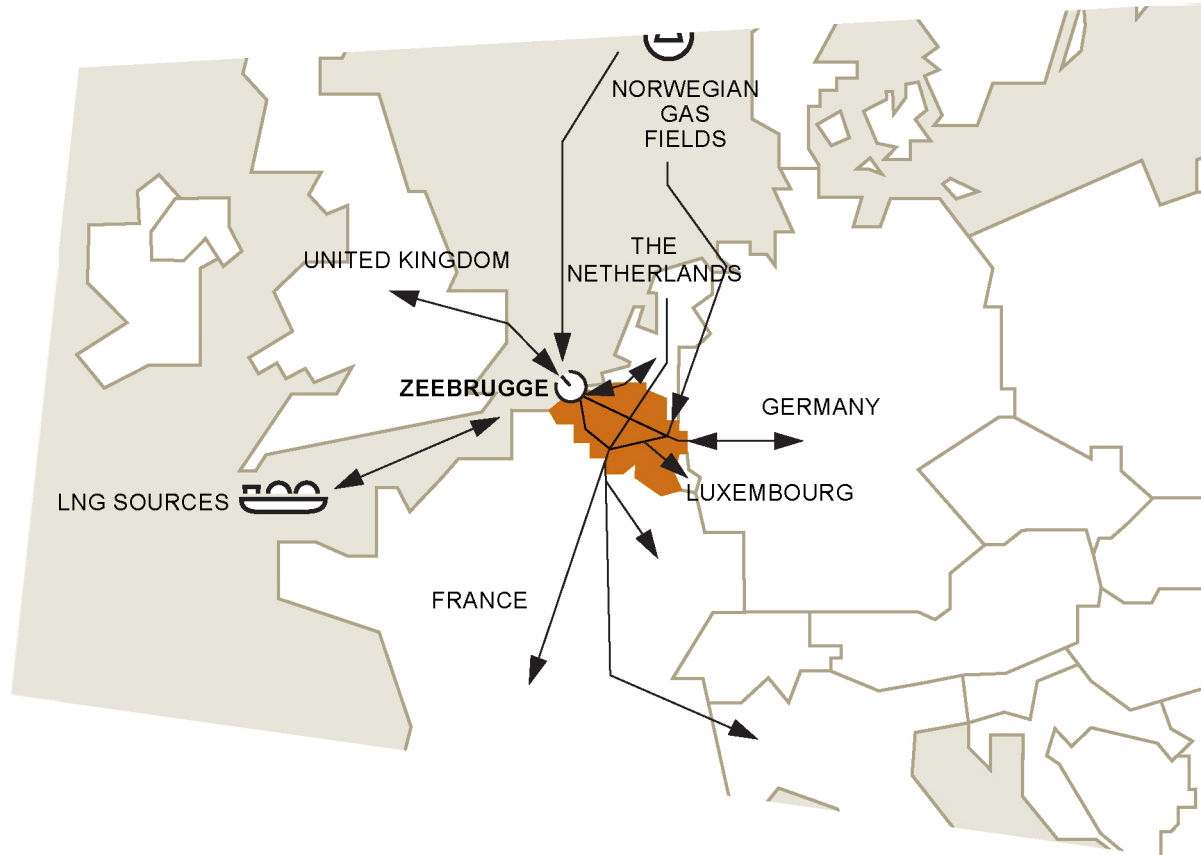 NORWEGIAN
GAS
FIELDS
THE
NETHERLANDS
UNITED KINGDOM
ZEEBRUGGE
GERMANY
LNG SOURCES
LUXEMBOURG
FRANCE